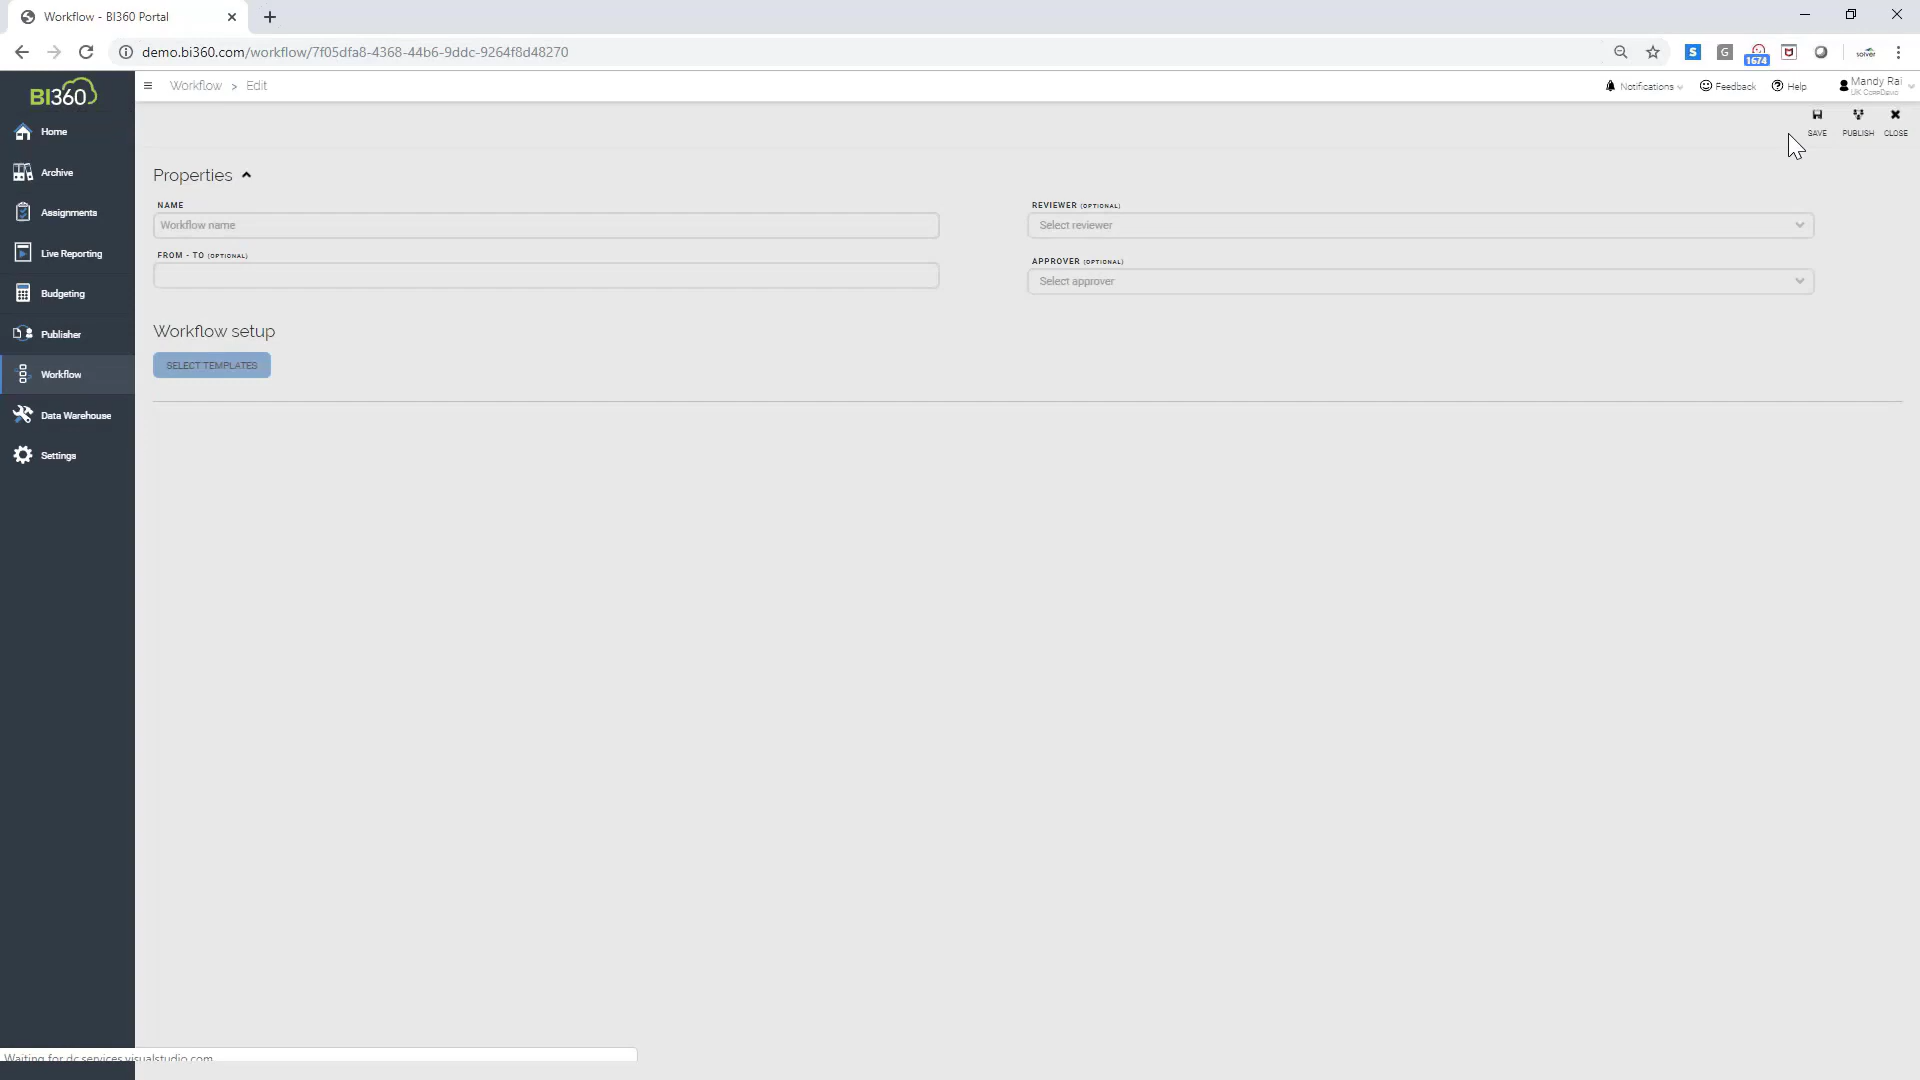 Workflow - BI360 Portal
demo.bi360.com/workflow/7f05dfa8-4368-44b6-9ddc-9264f8d48270
S
G
1674
solver
BI360
Workflow > Edit
Notifications
Feedback
Help
Mandy Rai
UK CorpDemo
Home
Archive
Assignments
Live Reporting
Budgeting
Publisher
Workflow
Data Warehouse
Settings
SAVE
PUBLISH
CLOSE
Properties
NAME
Workflow name
FROM - TO (OPTIONAL)
REVIEWER (OPTIONAL)
Select reviewer
APPROVER (OPTIONAL)
Select approver
Workflow setup
SELECT TEMPLATES
Waiting for dc.services.visualstudio.com